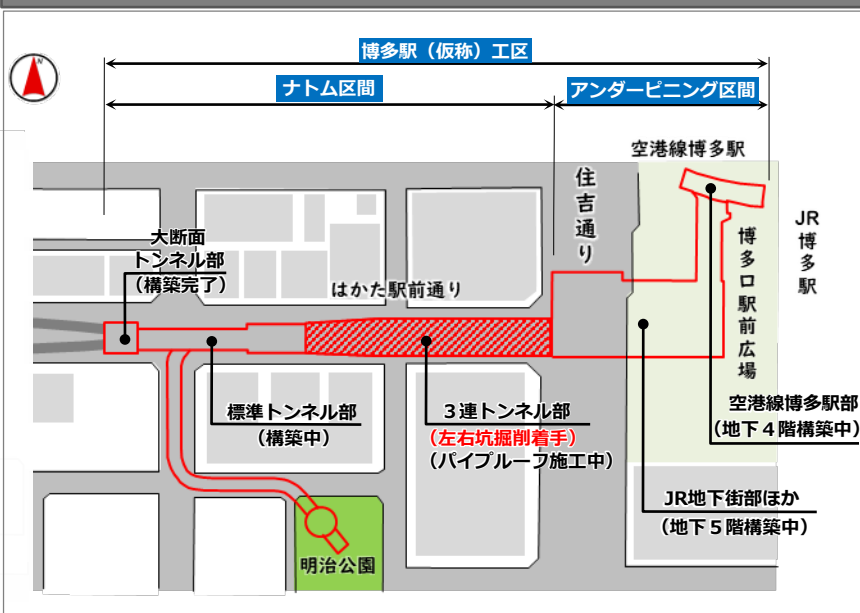 博多駅（仮称）工区
ナトム区間
アンダーピニング区間
N
空港線博多駅
住吉通り
JR
博多駅
大断面
トンネル部
（構築完了）
はかた駅前通り
博多口駅前広場
標準トンネル部
（構築中）
３連トンネル部
（左右坑掘削着手）
（パイプルーフ施工中）
空港線博多駅部
（地下４階構築中）
JR地下街部ほか
（地下５階構築中）
明治公園